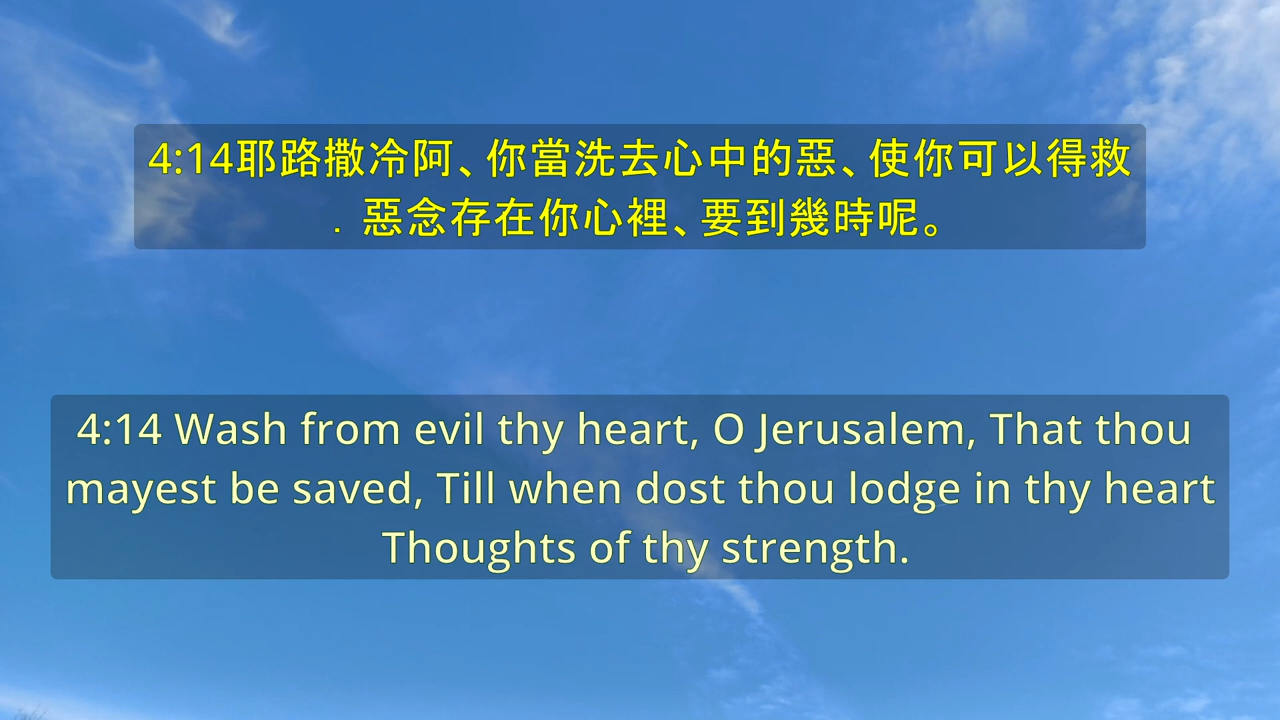 4:14耶路撒冷阿、你當洗去心中的惡、使你可以得救
．惡念存在你心裡、要到幾時呢。
4:14 Wash from evil thy heart, O Jerusalem, That thou
mayest be saved, Till when dost thou lodge in thy heart
Thoughts of thy strength.